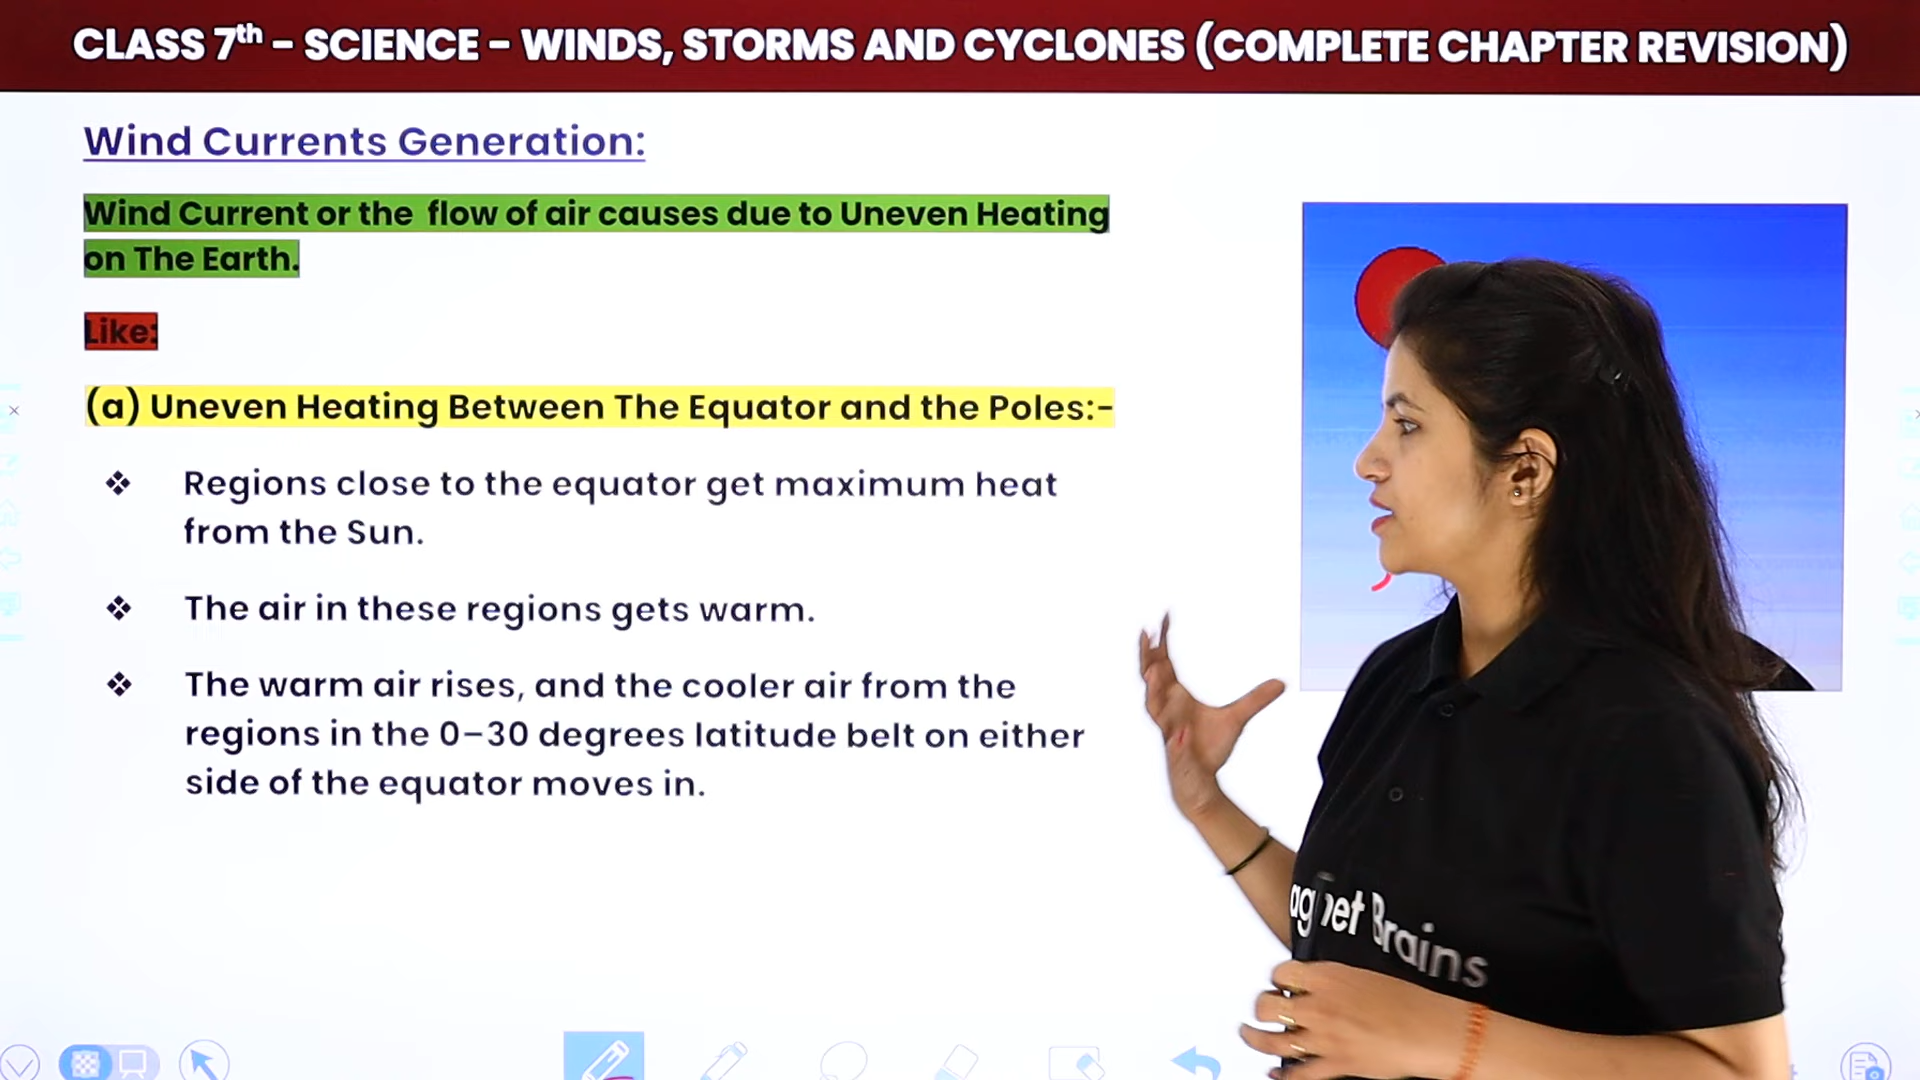 CLASS 7th - SCIENCE - WINDS, STORMS AND CYCLONES (COMPLETE CHAPTER REVISION)
Wind Currents Generation:
Wind Current or the flow of air causes due to Uneven Heating
on The Earth.
Like:
(a) Uneven Heating Between The Equator and the Poles:-
❖ Regions close to the equator get maximum heat
from the Sun.
❖ The air in these regions gets warm.
❖ The warm air rises, and the cooler air from the
regions in the 0–30 degrees latitude belt on either
side of the equator moves in.
agnet Brains